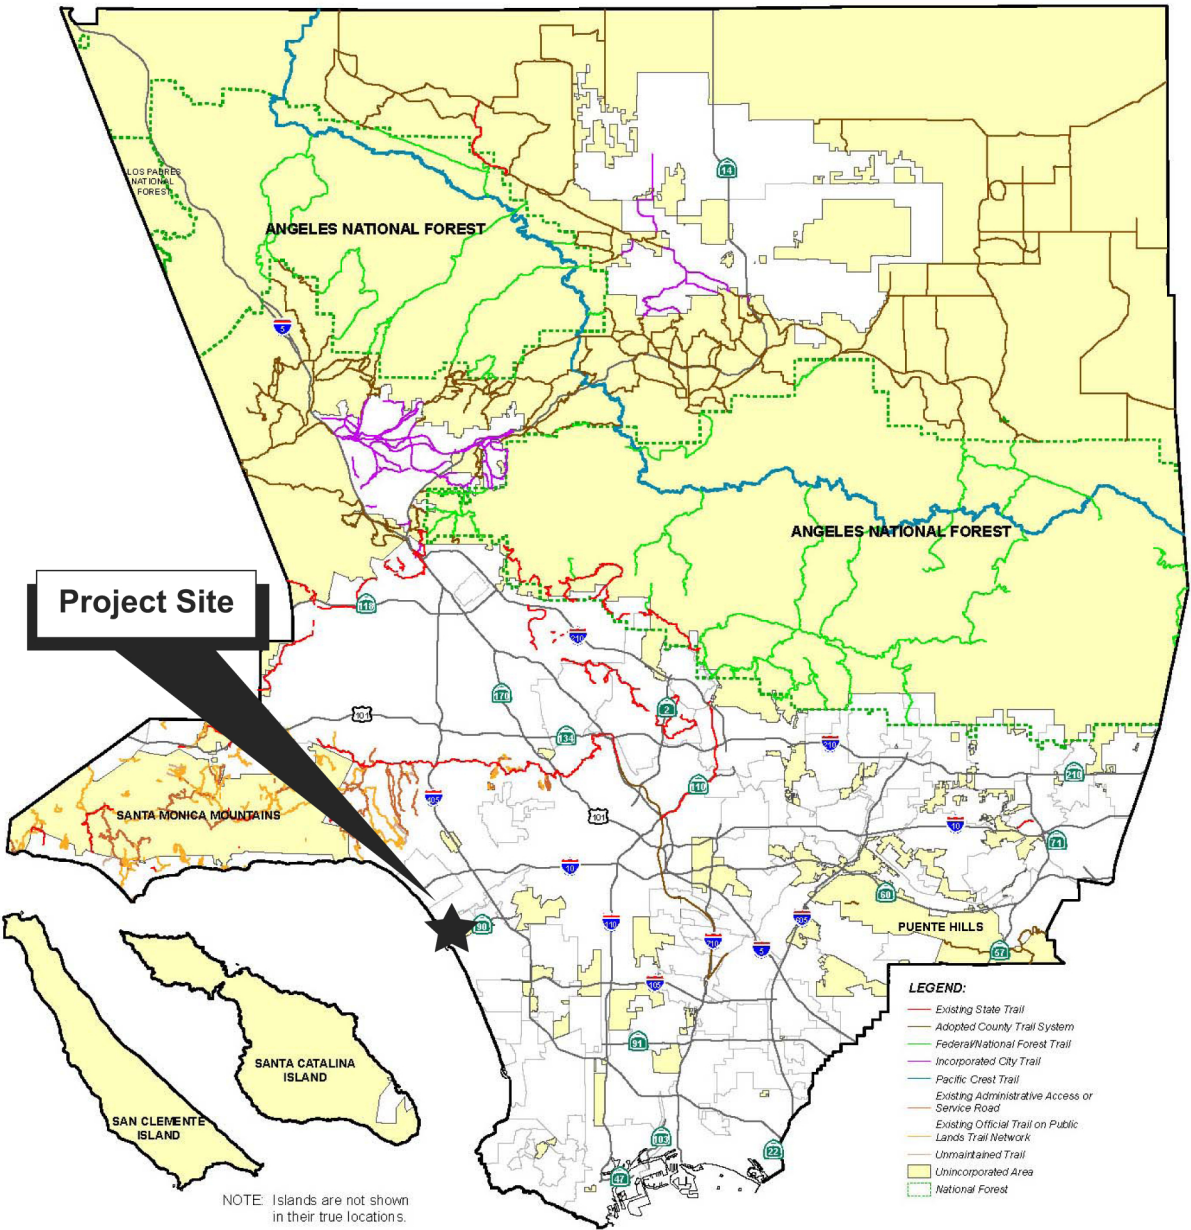 14
LOS PADRES
NATIONAL
FOREST
ANGELES NATIONAL FOREST
5
ANGELES NATIONAL FOREST
Project Site
118
210
170
2
101
134
210
210
405
110
101
SANTA MONICA MOUNTAINS
10
71
10
60
90
110
605
PUENTE HILLS
710
5
57
105
LEGEND:
Existing State Trail
Adopted County Trail System
Federal/National Forest Trail
Incorporated City Trail
Pacific Crest Trail
Existing Administrative Access or
Service Road
Existing Official Trail on Public
Lands Trail Network
Unmaintained Trail
Unincorporated Area
National Forest
91
SANTA CATALINA
ISLAND
SAN CLEMENTE
ISLAND
103
22
47
NOTE: Islands are not shown
in their true locations.